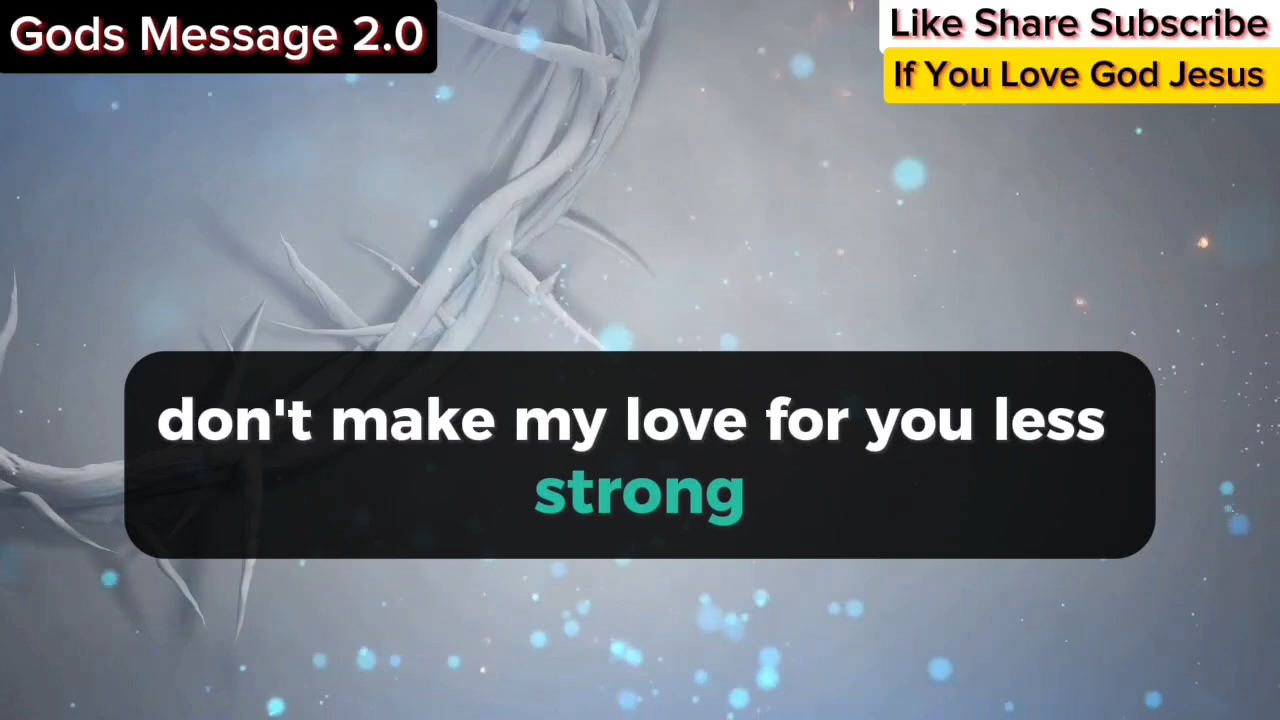 Gods Message 2.0
Like Share Subscribe
If You Love God Jesus
don't make my love for you less
strong